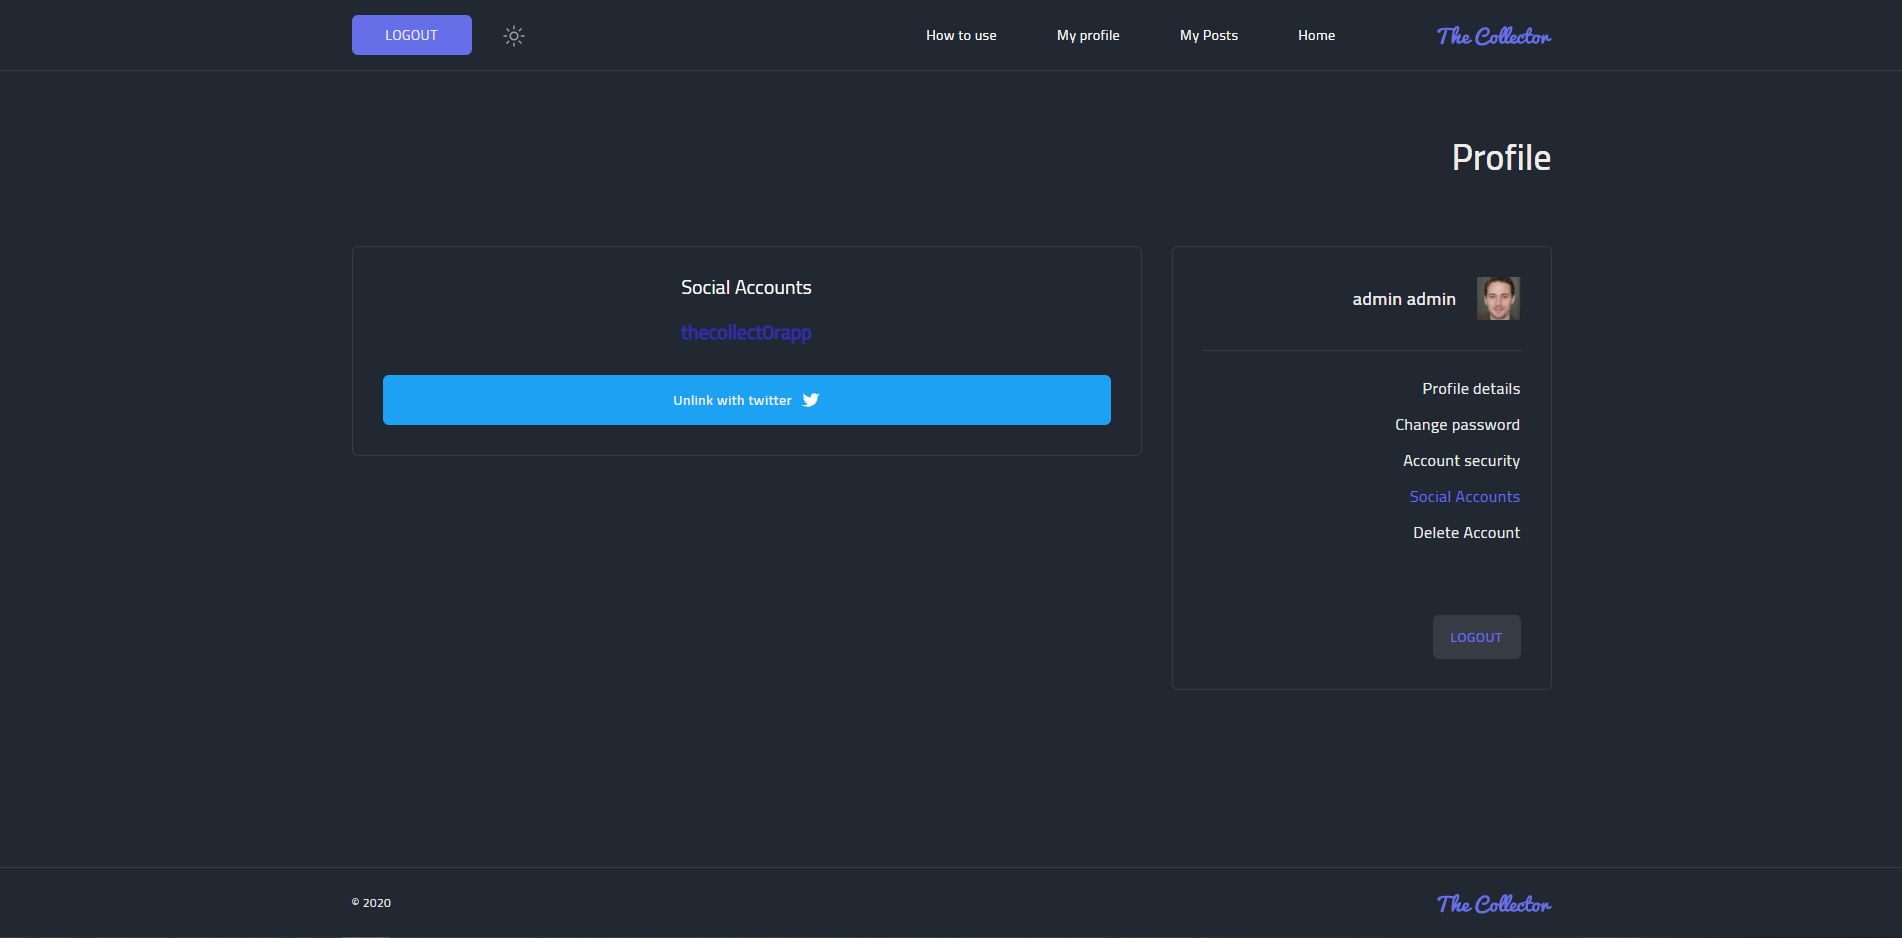 LOGOUT
How to use
My profile
My Posts
Home
The Collector
Profile
Social Accounts
thecollect0rapp
Unlink with twitter
admin admin
Profile details
Change password
Account security
Social Accounts
Delete Account
LOGOUT
© 2020
The Collector